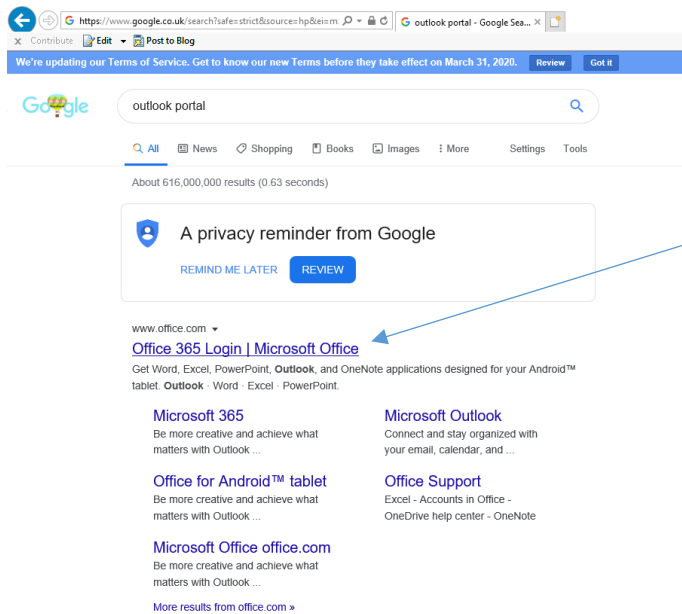 https://www.google.co.uk/search?safe=strict&source=hp&ei=m
outlook portal - Google Sea...
x Contribute Edit Post to Blog
We're updating our Terms of Service. Get to know our new Terms before they take effect on March 31, 2020. Review Got it
Google
outlook portal
All News Shopping Books Images More Settings Tools
About 616,000,000 results (0.63 seconds)
A privacy reminder from Google
REMIND ME LATER REVIEW
www.office.com
Office 365 Login | Microsoft Office
Get Word, Excel, PowerPoint, Outlook, and OneNote applications designed for your Android™
tablet. Outlook · Word · Excel · PowerPoint.
Microsoft 365
Be more creative and achieve what
matters with Outlook ...
Microsoft Outlook
Connect and stay organized with
your email, calendar, and ...
Office for Android™ tablet
Be more creative and achieve what
matters with Outlook ...
Office Support
Excel - Accounts in Office -
OneDrive help center - OneNote
Microsoft Office office.com
Be more creative and achieve what
matters with Outlook ...
More results from office.com »